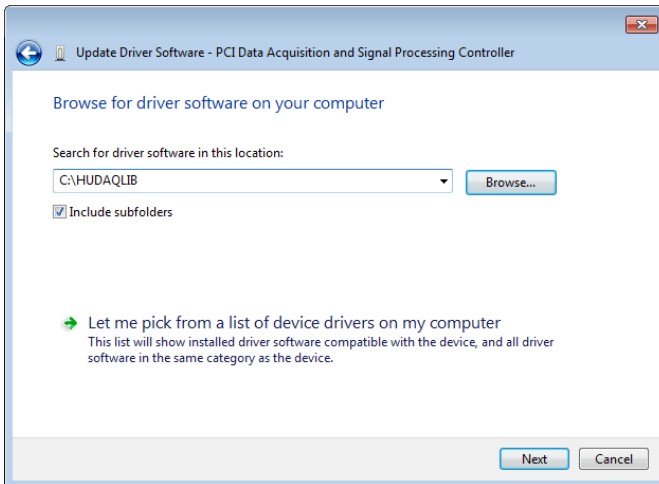 Update Driver Software - PCI Data Acquisition and Signal Processing Controller
Browse for driver software on your computer
Search for driver software in this location:
C:\HUDAQLIB
Browse...
Include subfolders
Let me pick from a list of device drivers on my computer
This list will show installed driver software compatible with the device, and all driver
software in the same category as the device.
Next
Cancel